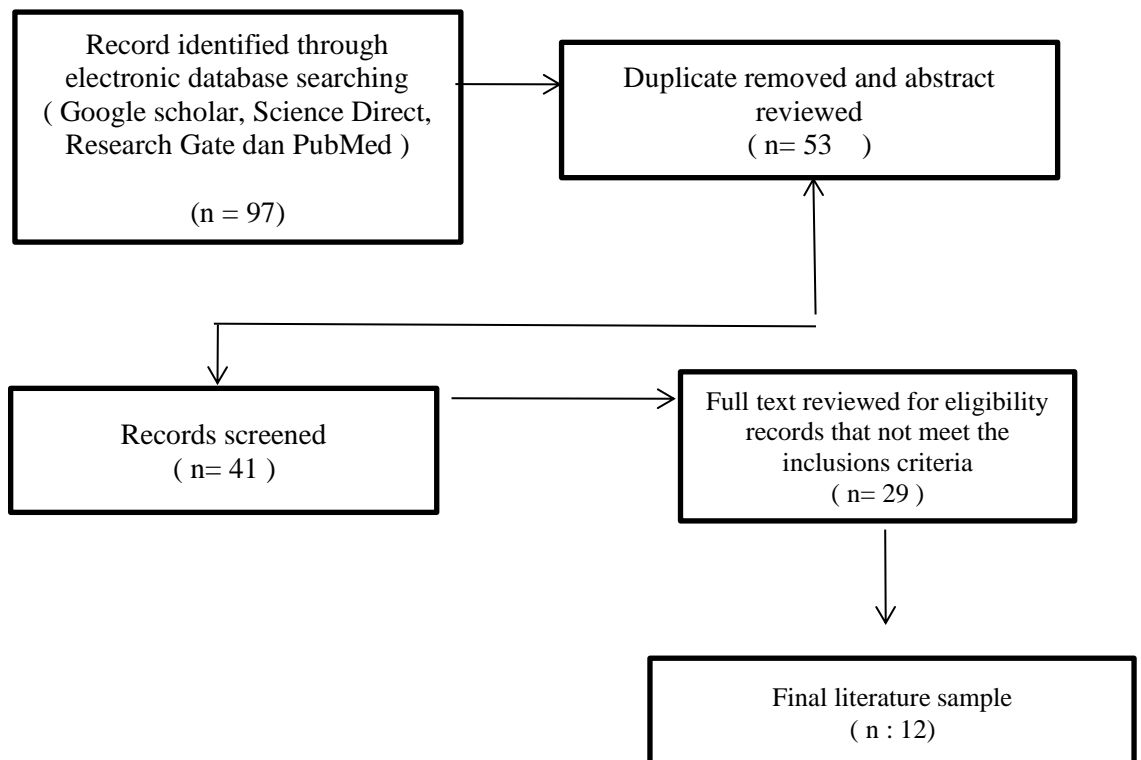 Record identified through
electronic database searching
( Google scholar, Science Direct,
Research Gate dan PubMed )
(n = 97)
Duplicate removed and abstract
reviewed
( n= 53 )
Records screened
( n= 41 )
Full text reviewed for eligibility
records that not meet the
inclusions criteria
( n= 29 )
Final literature sample
( n : 12)